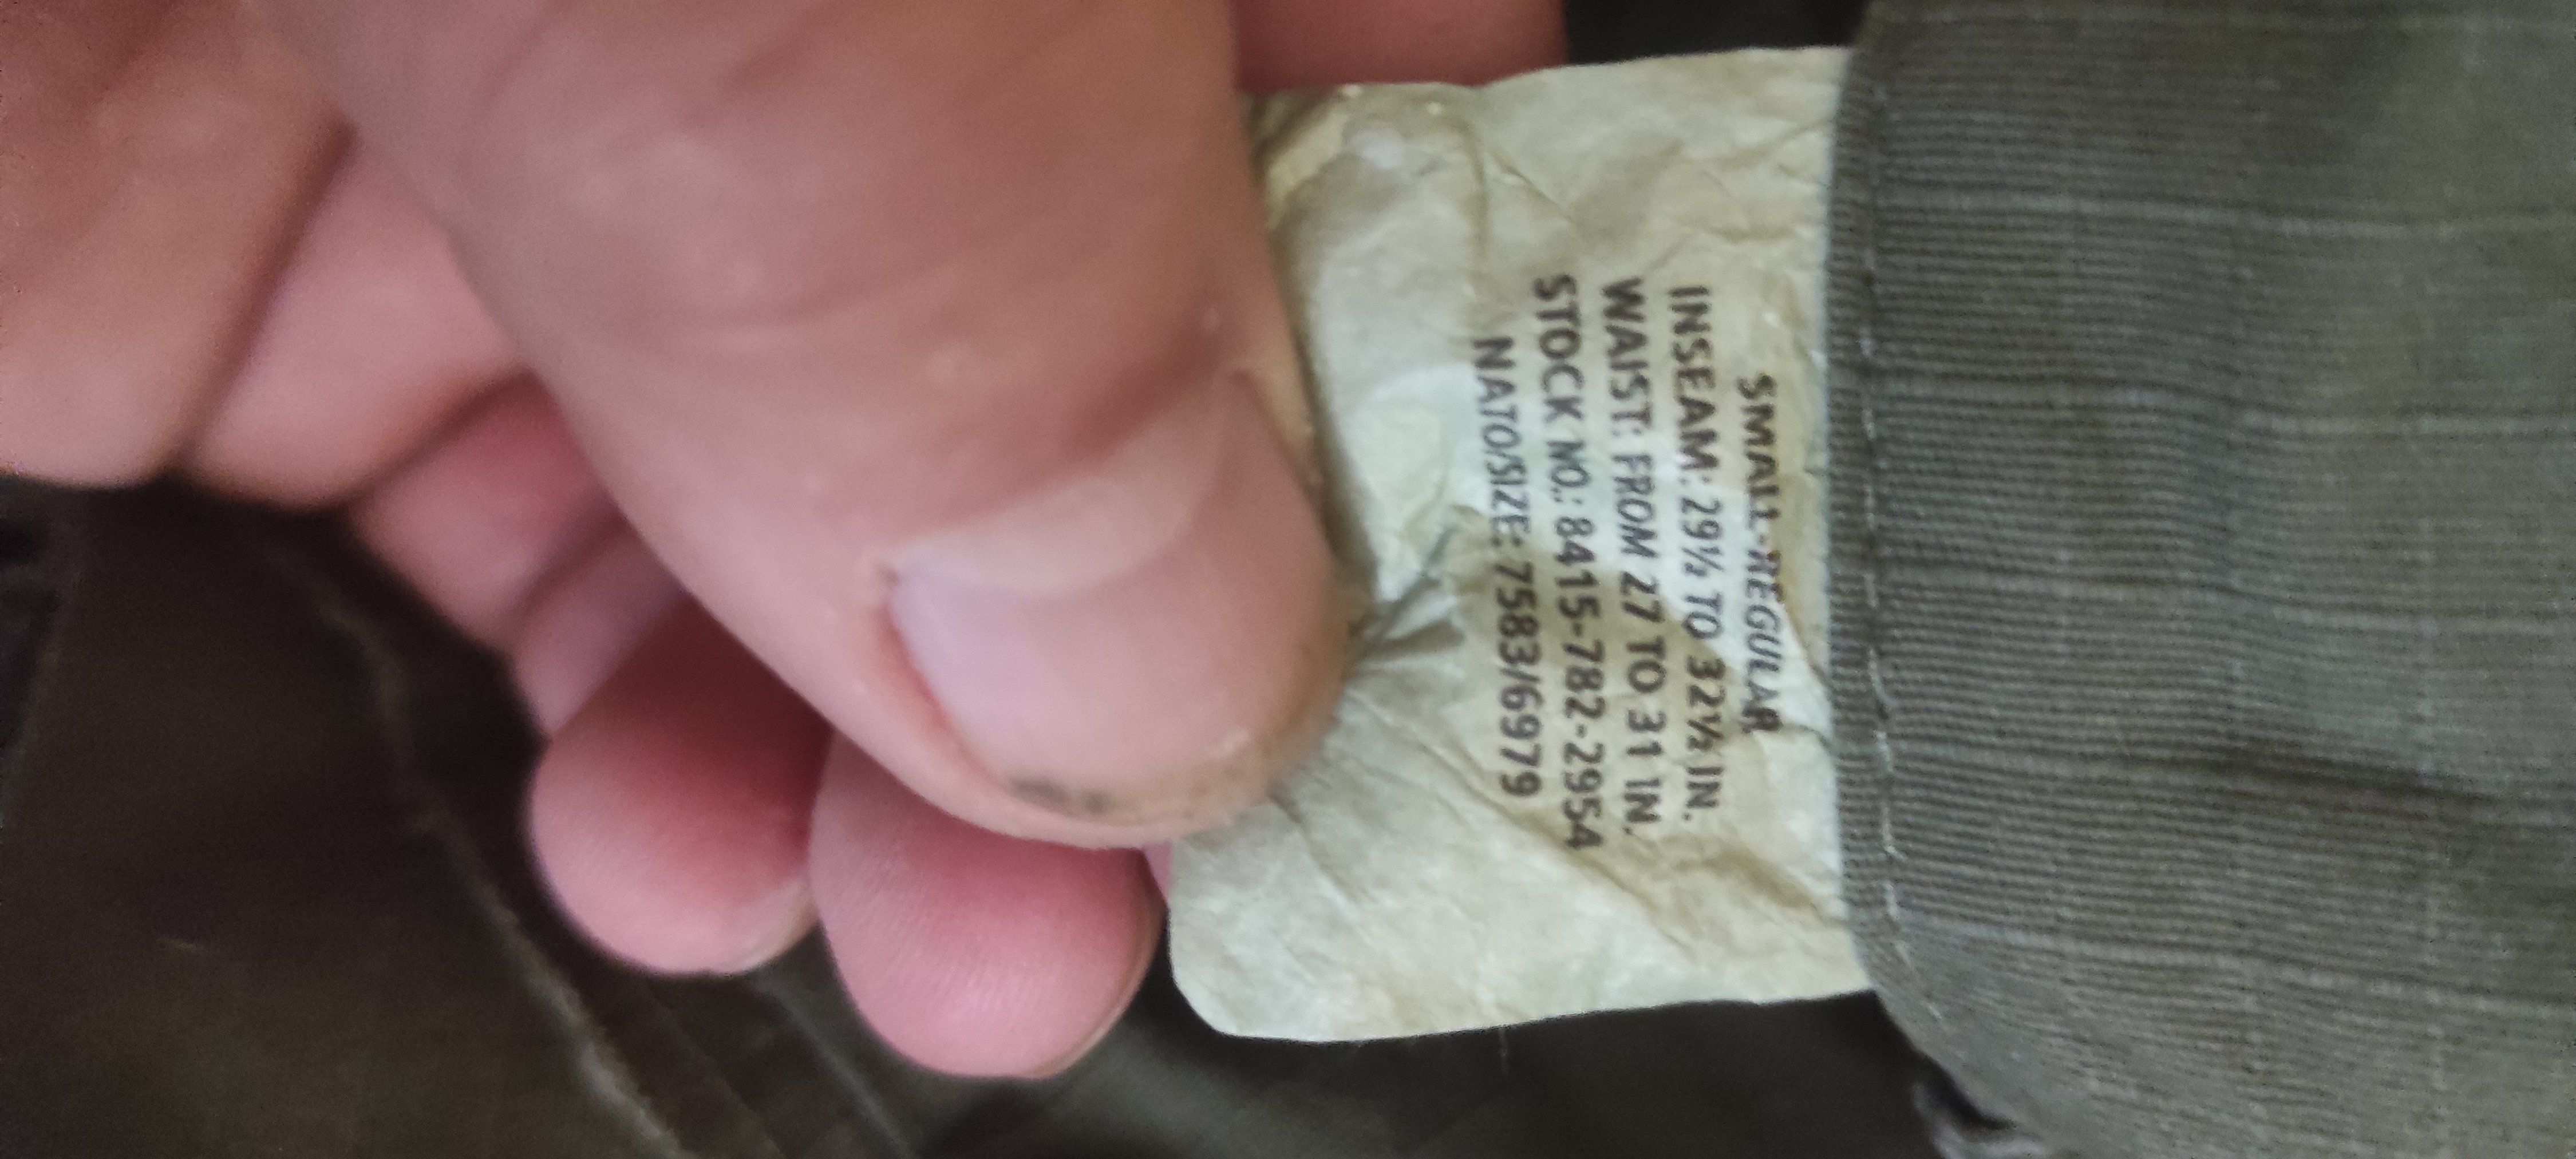 SMALL-REGULAR
INSEAM: 29½ TO 32½ IN.
WAIST: FROM 27 TO 31 IN.
STOCK NO.: 8415-782-29554
NATO/SIZE: 7583/6979